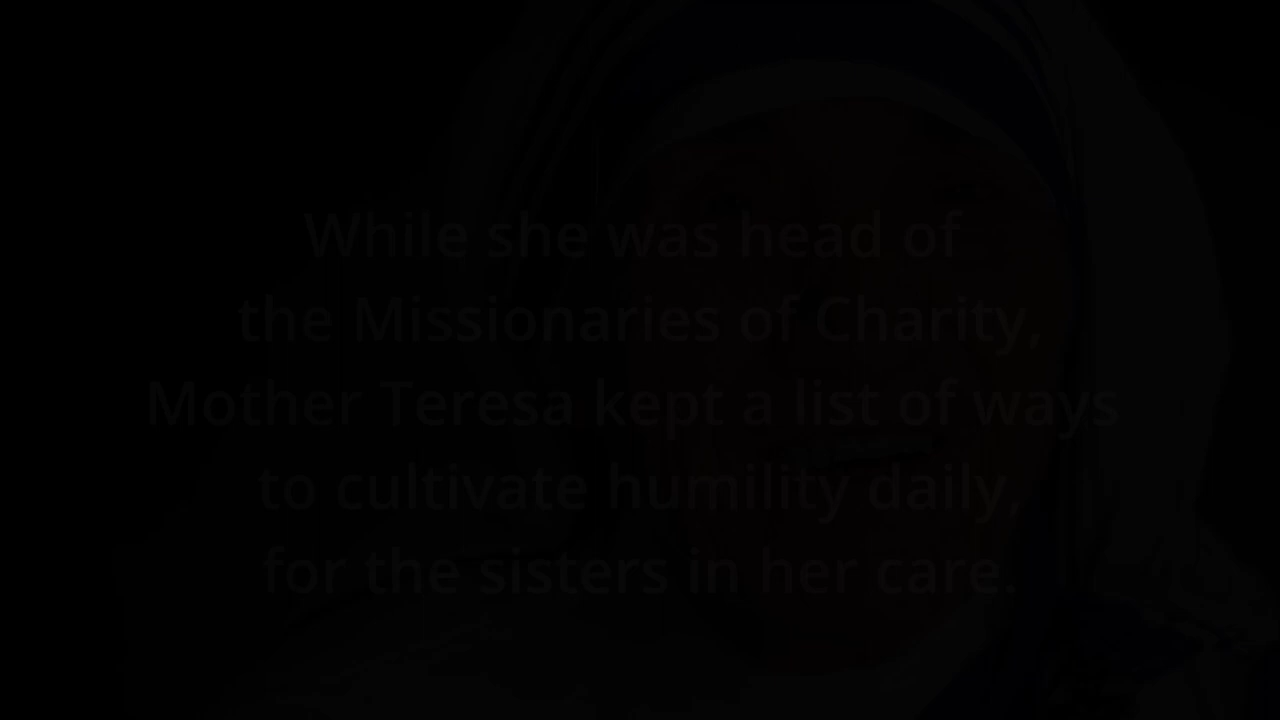 While she was head of
the Missionaries of Charity,
Mother Teresa kept a list of ways
to cultivate humility daily,
for the sisters in her care.